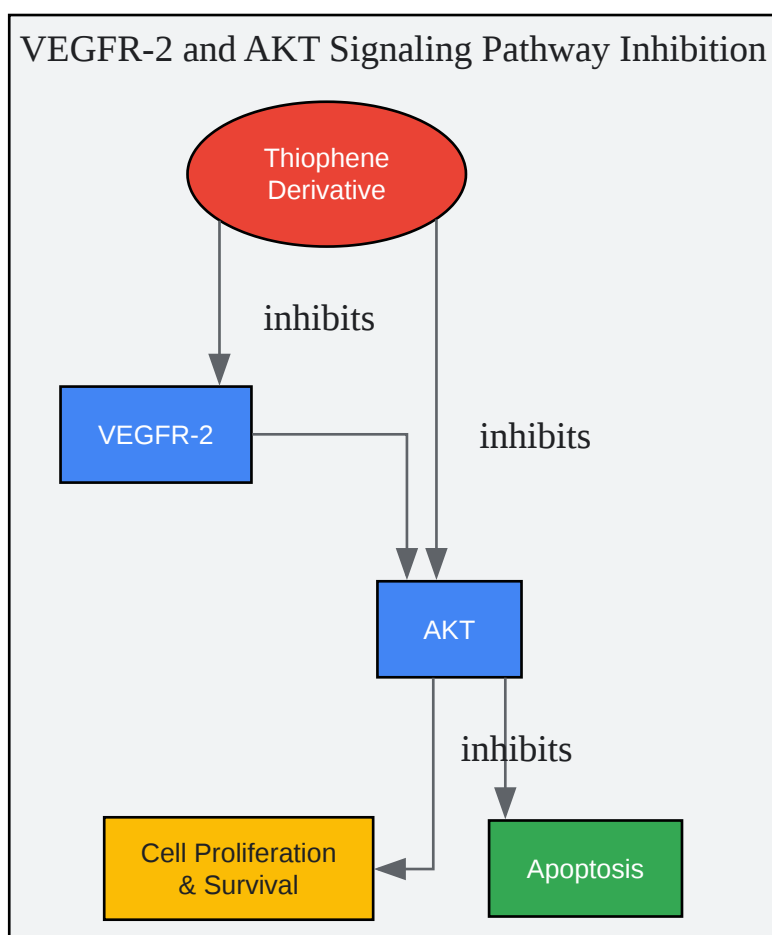 VEGFR-2 and AKT Signaling Pathway Inhibition
Thiophene
Derivative
inhibits
VEGFR-2
inhibits
AKT
inhibits
Cell Proliferation
& Survival
Apoptosis